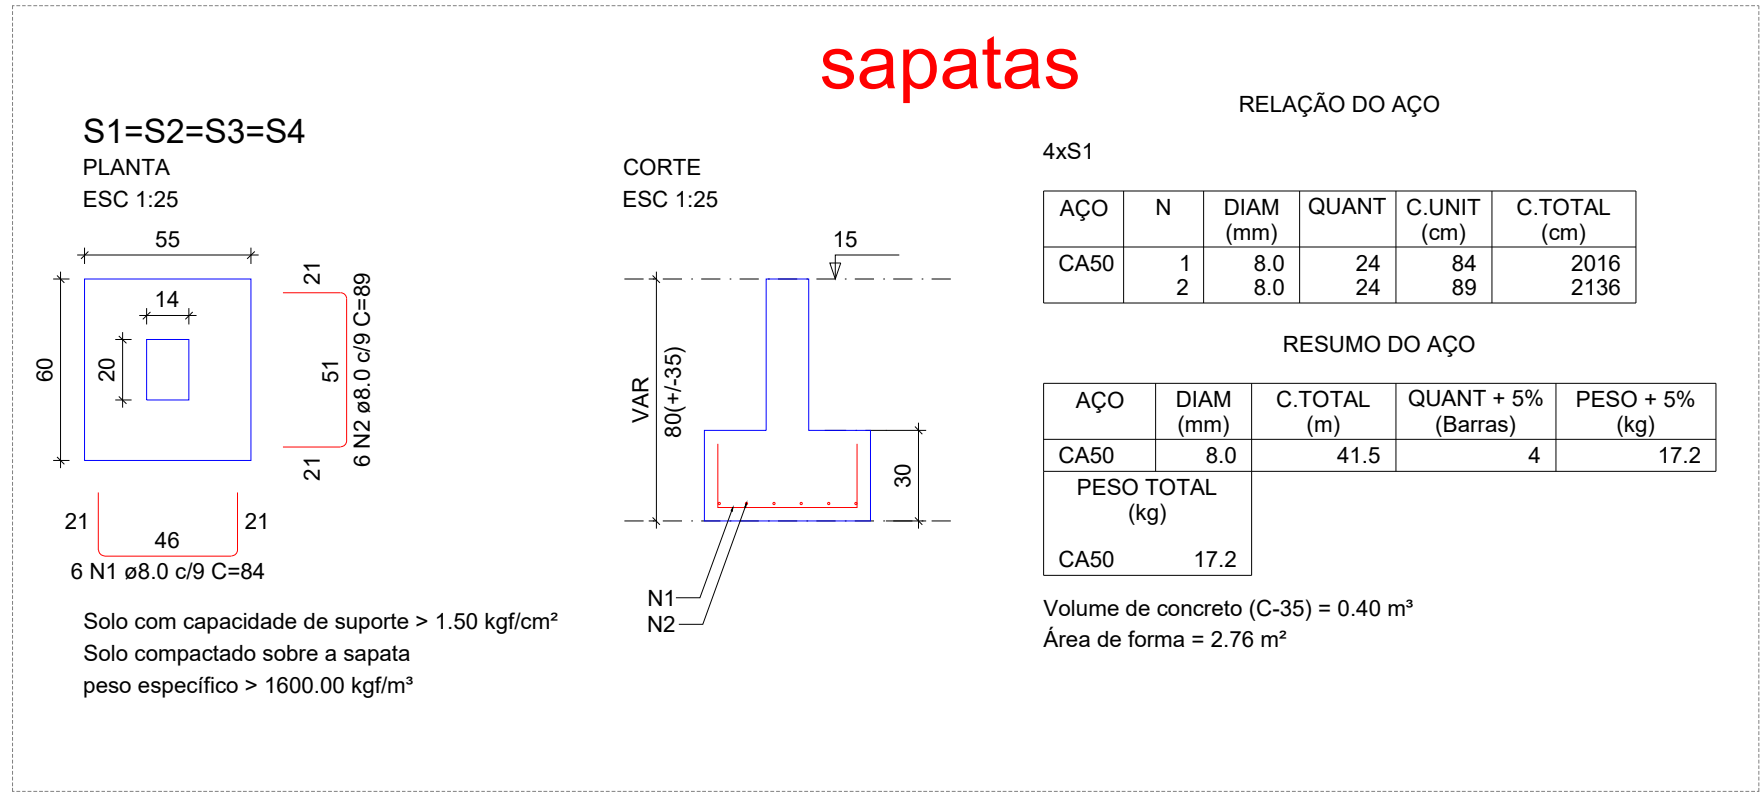 sapatas
S1=S2=S3=S4
PLANTA
ESC 1:25
55
14
60
20
21
51
21
6 N2 ø8.0 c/9 C=89
21
46
21
6 N1 ø8.0 c/9 C=84
Solo com capacidade de suporte > 1.50 kgf/cm²
Solo compactado sobre a sapata
peso específico > 1600.00 kgf/m³
CORTE
ESC 1:25
15
VAR
80(+/-35)
30
N1
N2
RELAÇÃO DO AÇO
4xS1
AÇO N DIAM QUANT C.UNIT C.TOTAL
(mm) (cm) (cm)
CA50 1 8.0 24 84 2016
2 8.0 24 89 2136
RESUMO DO AÇO
AÇO DIAM C.TOTAL QUANT + 5% PESO + 5%
(mm) (m) (Barras) (kg)
CA50 8.0 41.5 4 17.2
PESO TOTAL
(kg)
CA50 17.2
Volume de concreto (C-35) = 0.40 m³
Área de forma = 2.76 m²